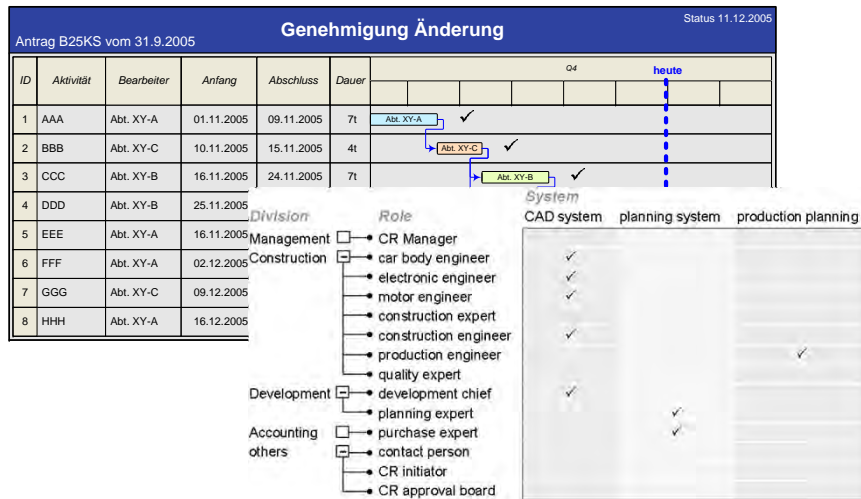 Genehmigung Änderung
Status 11.12.2005
Antrag B25KS vom 31.9.2005
ID Aktivität Bearbeiter Anfang Abschluss Dauer Q4 heute
1 AAA Abt. XY-A 01.11.2005 09.11.2005 7t Abt. XY-A
2 BBB Abt. XY-C 10.11.2005 15.11.2005 4t Abt. XY-C
3 CCC Abt. XY-B 16.11.2005 24.11.2005 7t Abt. XY-B
4 DDD Abt. XY-B 25.11.2005
5 EEE Abt. XY-A 16.11.2005
6 FFF Abt. XY-A 02.12.2005
7 GGG Abt. XY-C 09.12.2005
8 HHH Abt. XY-A 16.12.2005
System
Division Role CAD system planning system production planning
Management CR Manager
Construction car body engineer ✓
electronic engineer ✓
motor engineer ✓
construction expert
construction engineer ✓
production engineer ✓
quality expert
Development development chief ✓
planning expert ✓
Accounting purchase expert ✓
others contact person
CR initiator
CR approval board